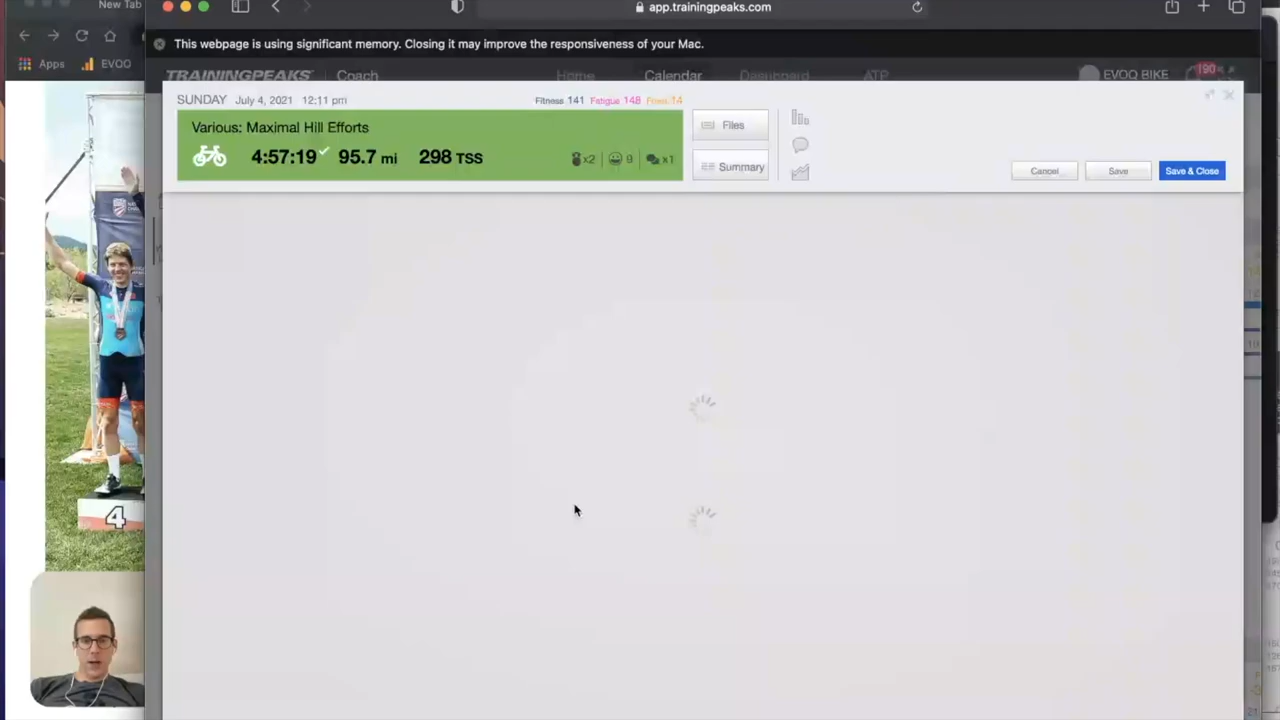 New Tab
app.trainingpeaks.com
This webpage is using significant memory. Closing it may improve the responsiveness of your Mac.
Apps
EVOQ
TRAININGPEAKS
Coach
Home
Calendar
Dashboard
ATP
EVOQ BIKE
190
SUNDAY July 4, 2021 12:11 pm
Fitness 141 Fatigue 148 Form 14
Various: Maximal Hill Efforts
4:57:19 95.7 mi 298 TSS
x2 9 x1
Files
Summary
Cancel
Save
Save & Close
4